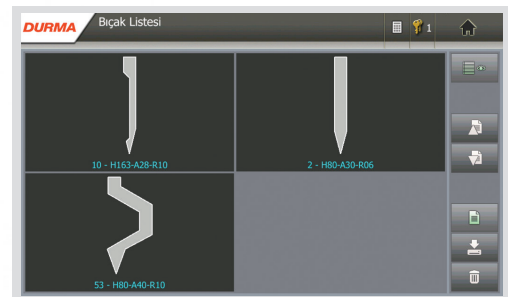 DURMA
Bıçak Listesi
1
10 - H163-A28-R10
2 - H80-A30-R06
53 - H80-A40-R10